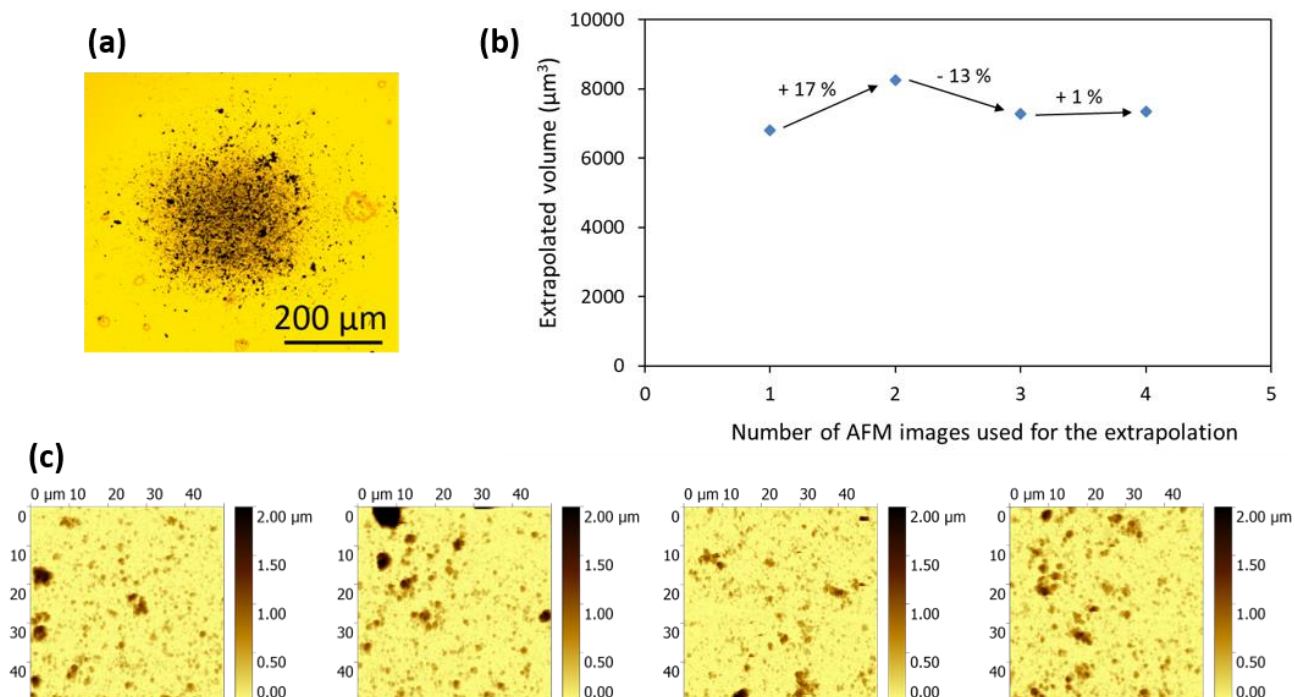 (a)
200 µm
(b)
10000
8000
6000
4000
2000
0
0 1 2 3 4 5
Extrapolated volume (µm³)
+ 17 %
- 13 %
+ 1 %
Number of AFM images used for the extrapolation
(c)
0 µm 10 20 30 40
0
10
20
30
40
2.00 µm
1.50
1.00
0.50
0.00
0 µm 10 20 30 40
0
10
20
30
40
2.00 µm
1.50
1.00
0.50
0.00
0 µm 10 20 30 40
0
10
20
30
40
2.00 µm
1.50
1.00
0.50
0.00
0 µm 10 20 30 40
0
10
20
30
40
2.00 µm
1.50
1.00
0.50
0.00